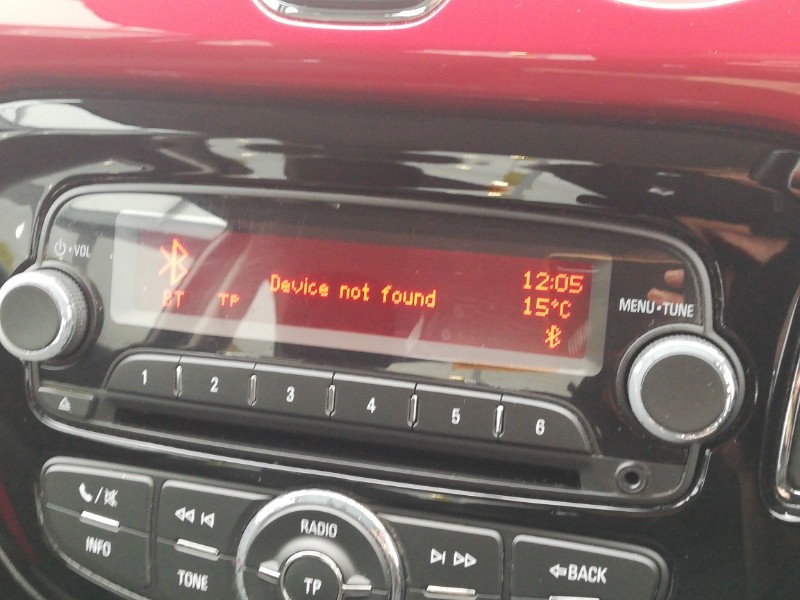 VOL
Device not found
12:05
15°C
BT TP
MENU•TUNE
1 2 3 4 5 6
RADIO
INFO
TONE
TP
BACK